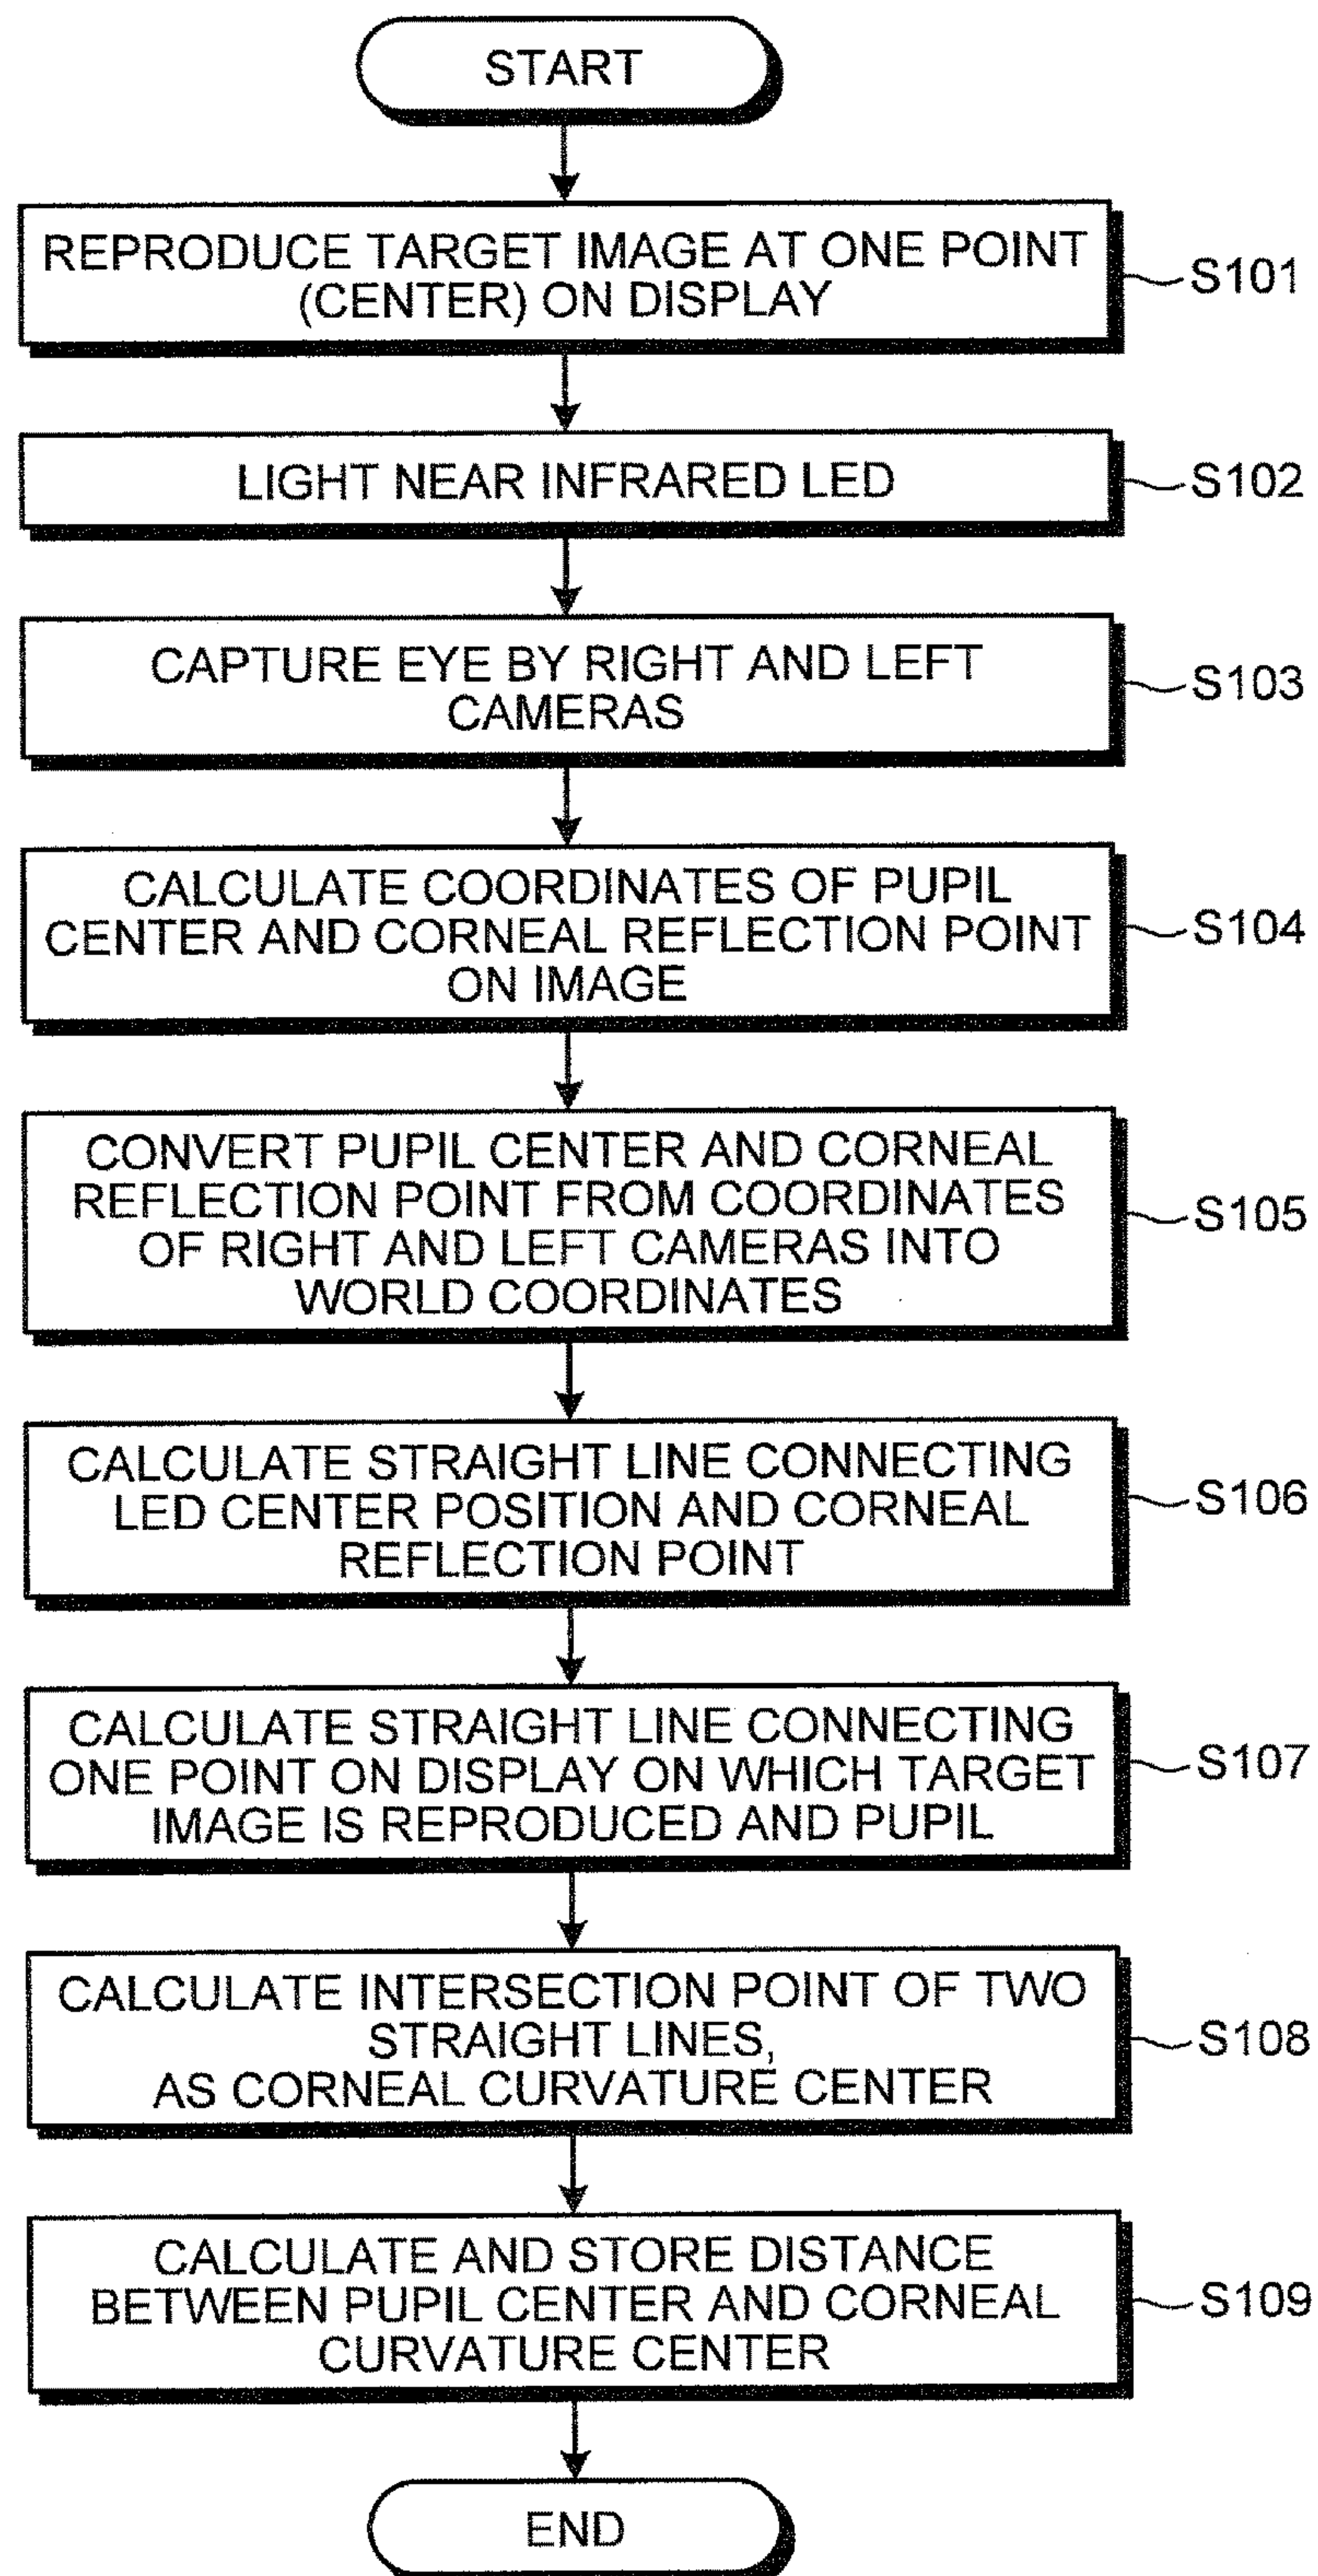 START
REPRODUCE TARGET IMAGE AT ONE POINT
(CENTER) ON DISPLAY
S101
LIGHT NEAR INFRARED LED
S102
CAPTURE EYE BY RIGHT AND LEFT
CAMERAS
S103
CALCULATE COORDINATES OF PUPIL
CENTER AND CORNEAL REFLECTION POINT
ON IMAGE
S104
CONVERT PUPIL CENTER AND CORNEAL
REFLECTION POINT FROM COORDINATES
OF RIGHT AND LEFT CAMERAS INTO
WORLD COORDINATES
S105
CALCULATE STRAIGHT LINE CONNECTING
LED CENTER POSITION AND CORNEAL
REFLECTION POINT
S106
CALCULATE STRAIGHT LINE CONNECTING
ONE POINT ON DISPLAY ON WHICH TARGET
IMAGE IS REPRODUCED AND PUPIL
S107
CALCULATE INTERSECTION POINT OF TWO
STRAIGHT LINES,
AS CORNEAL CURVATURE CENTER
S108
CALCULATE AND STORE DISTANCE
BETWEEN PUPIL CENTER AND CORNEAL
CURVATURE CENTER
S109
END